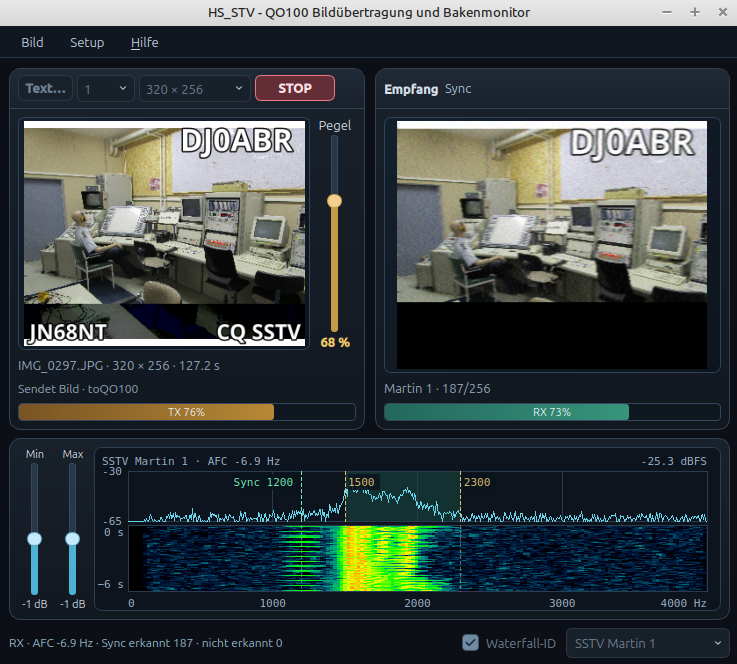 HS_STV - QO100 Bildübertragung und Bakenmonitor
Bild Setup Hilfe
Text... 1 320 × 256 STOP
Pegel
DJ0ABR
JN68NT CQ SSTV
68 %
IMG_0297.JPG · 320 × 256 · 127.2 s
Sendet Bild · toQO100
TX 76%
Empfang Sync
DJ0ABR
Martin 1 · 187/256
RX 73%
Min Max
-1 dB -1 dB
SSTV Martin 1 · AFC -6.9 Hz -25.3 dBFS
-30
Sync 1200 1500 2300
-65
0 s
−6 s
0 1000 2000 3000 4000 Hz
RX · AFC -6.9 Hz · Sync erkannt 187 · nicht erkannt 0
Waterfall-ID SSTV Martin 1